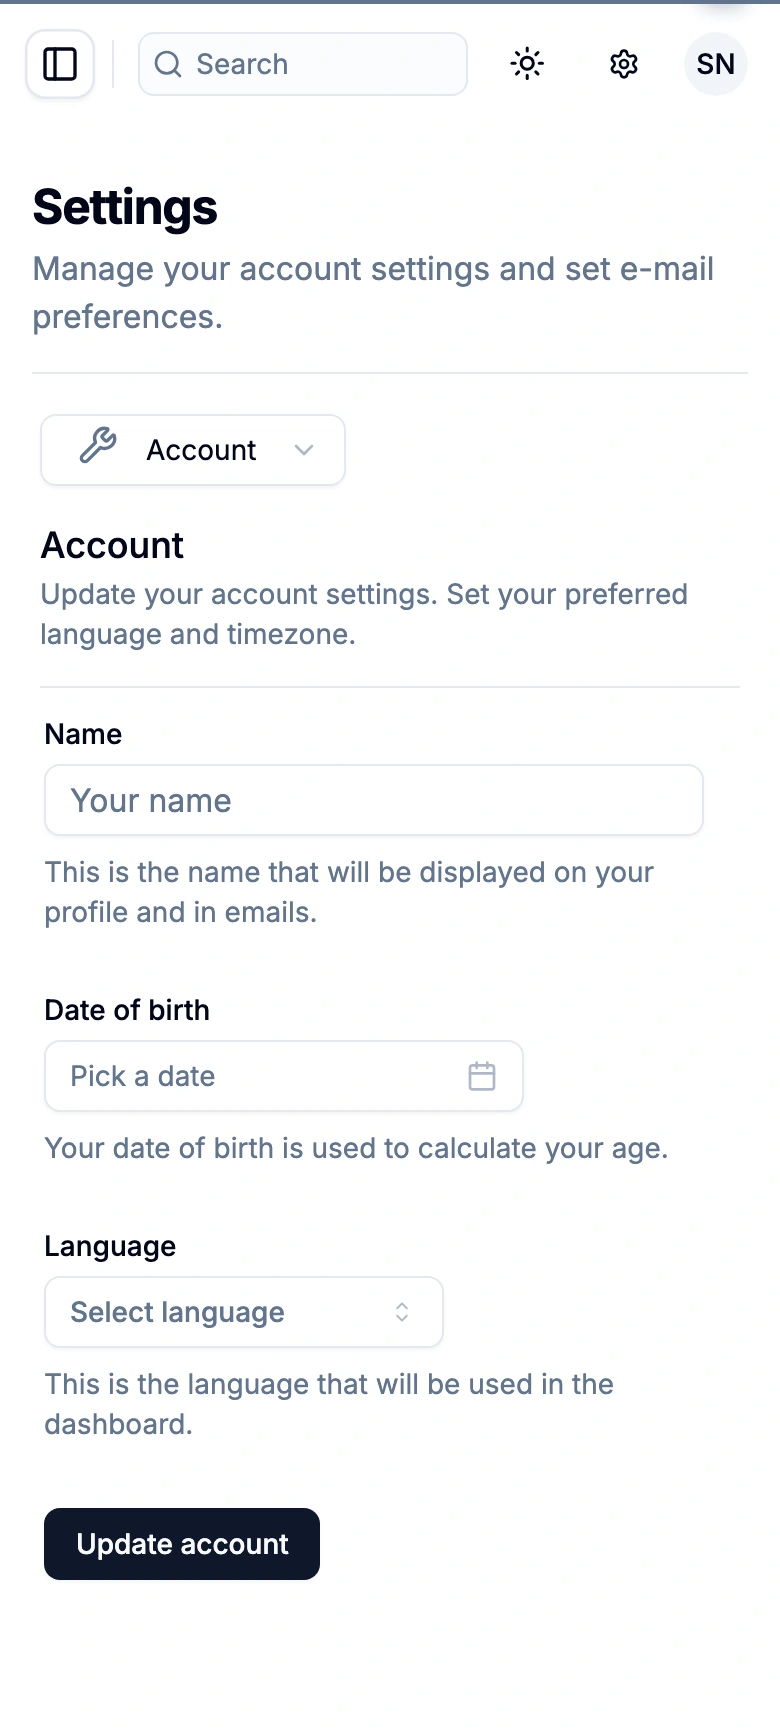 Search
SN
Settings
Manage your account settings and set e-mail
preferences.
Account
Account
Update your account settings. Set your preferred
language and timezone.
Name
Your name
This is the name that will be displayed on your
profile and in emails.
Date of birth
Pick a date
Your date of birth is used to calculate your age.
Language
Select language
This is the language that will be used in the
dashboard.
Update account